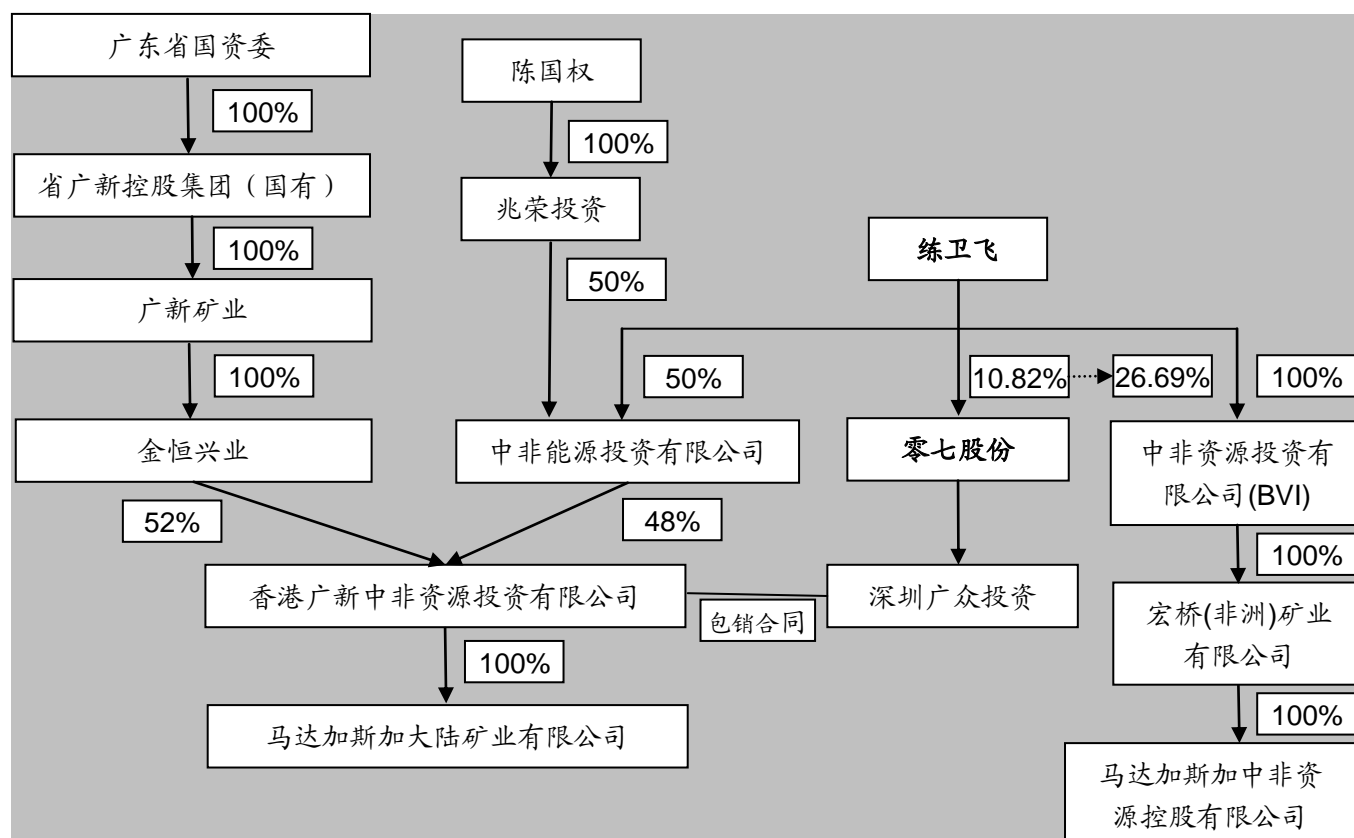 广东省国资委
陈国权
100%
100%
省广新控股集团（国有）
兆荣投资
100%
练卫飞
50%
广新矿业
100%
50%
10.82%
26.69%
100%
金恒兴业
中非能源投资有限公司
零七股份
中非资源投资有
限公司(BVI)
52%
48%
100%
香港广新中非资源投资有限公司
包销合同
深圳广众投资
宏桥(非洲)矿业
有限公司
100%
100%
马达加斯加大陆矿业有限公司
马达加斯加中非资
源控股有限公司